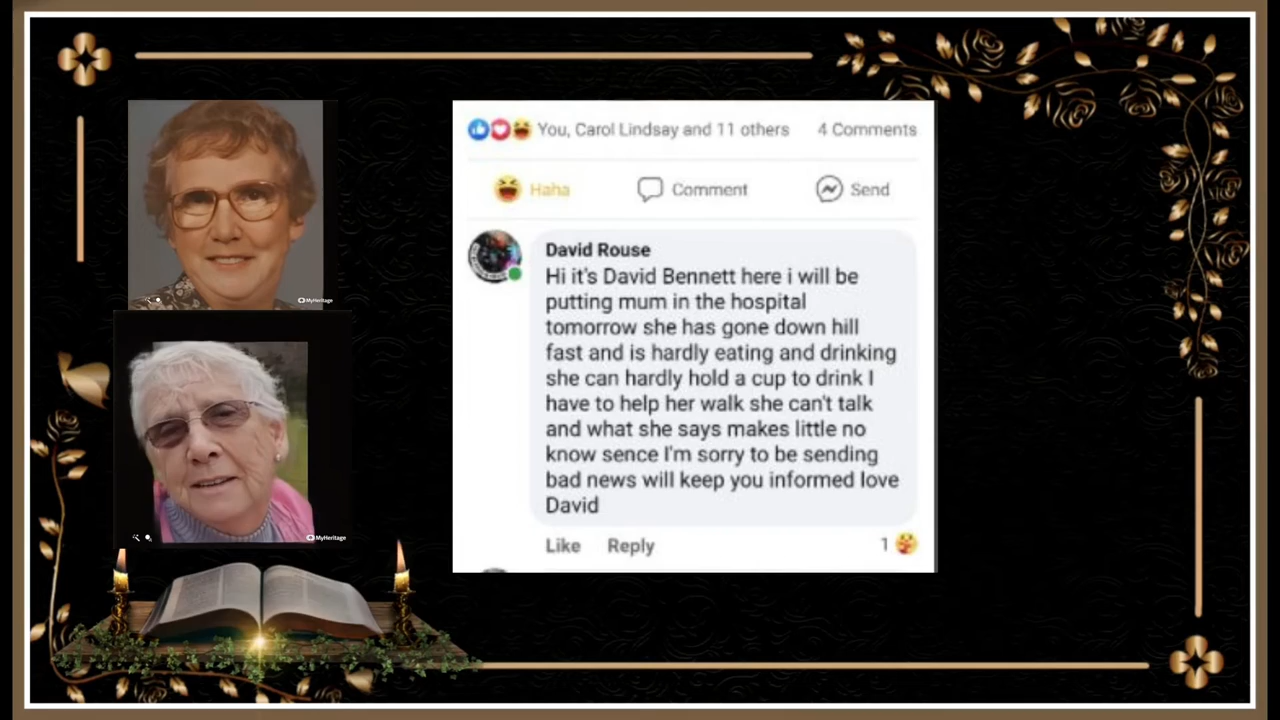 MyHeritage
MyHeritage
You, Carol Lindsay and 11 others 4 Comments
Haha Comment Send
David Rouse
Hi it's David Bennett here i will be
putting mum in the hospital
tomorrow she has gone down hill
fast and is hardly eating and drinking
she can hardly hold a cup to drink I
have to help her walk she can't talk
and what she says makes little no
know sence I'm sorry to be sending
bad news will keep you informed love
David
Like Reply 1